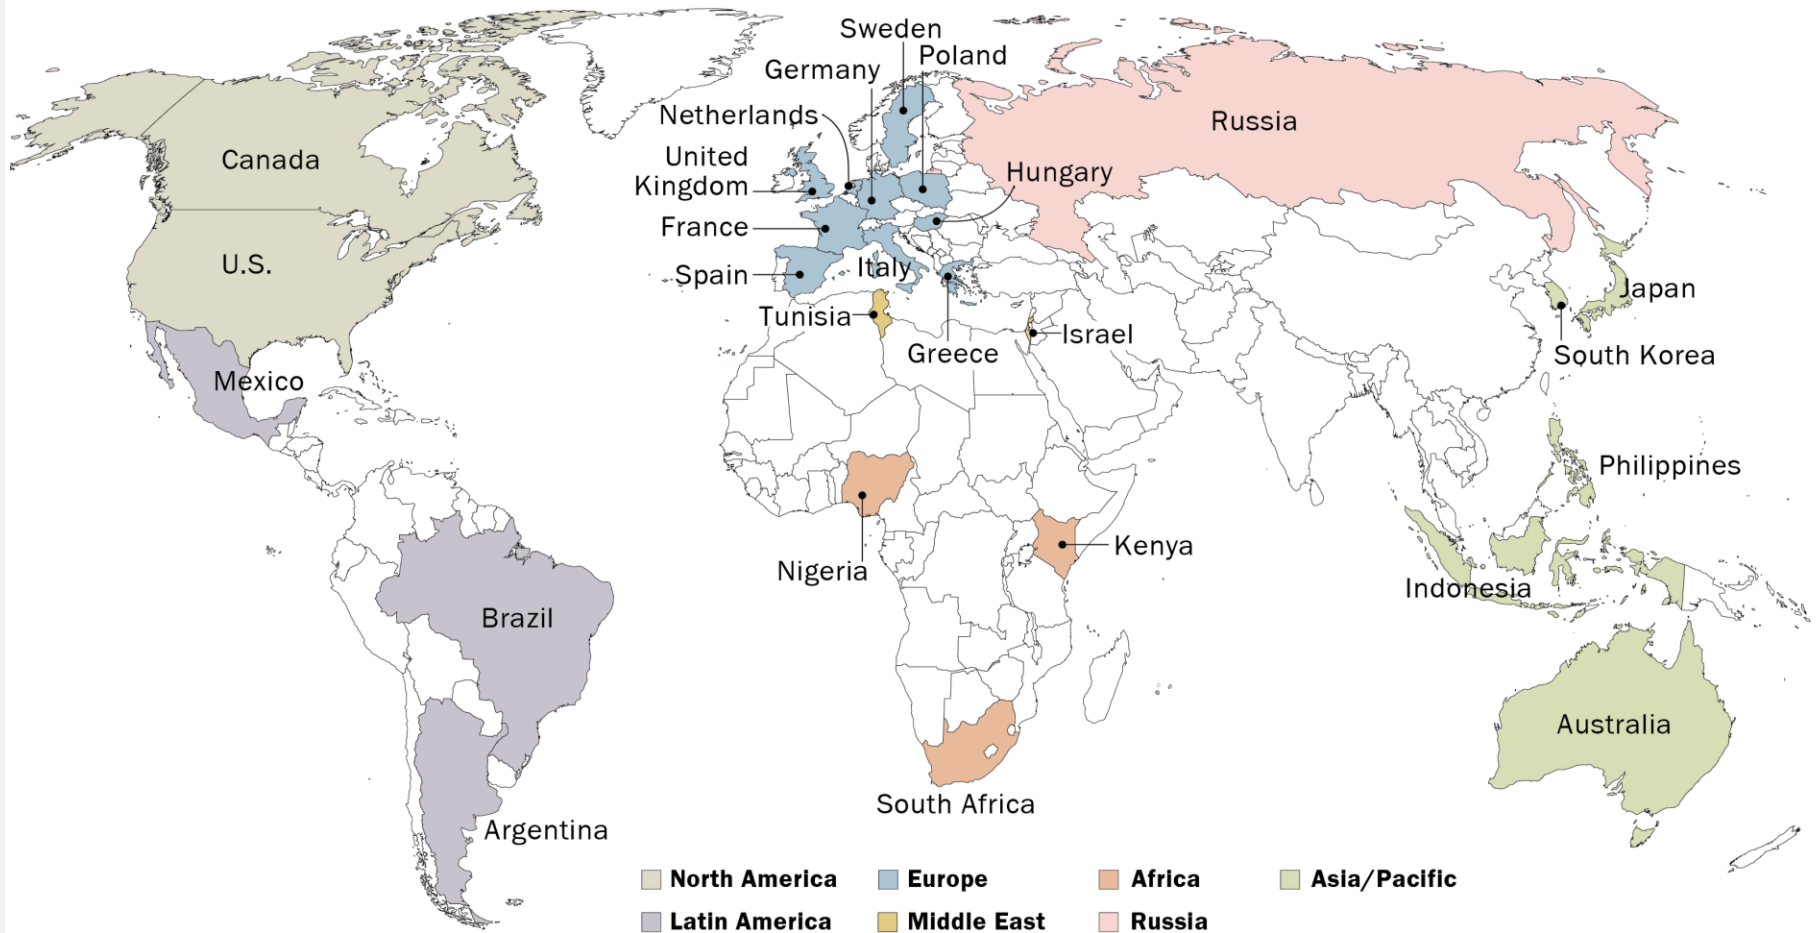 Sweden
Poland
Germany
Netherlands
Russia
Canada
United
Kingdom
Hungary
France
U.S.
Spain
Italy
Japan
Tunisia
Israel
Greece
South Korea
Mexico
Philippines
Kenya
Nigeria
Indonesia
Brazil
Australia
South Africa
Argentina
North America
Europe
Africa
Asia/Pacific
Latin America
Middle East
Russia